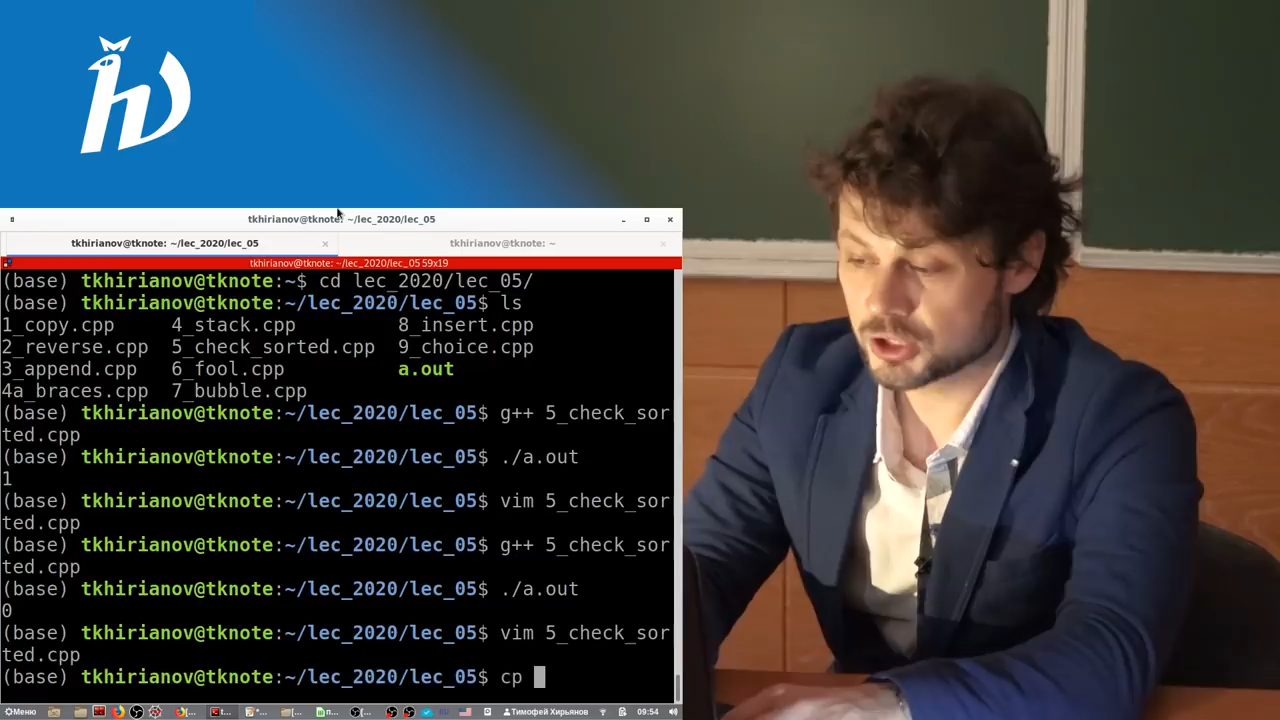 tkhirianov@tknote: ~/lec_2020/lec_05
tkhirianov@tknote: ~/lec_2020/lec_05 tkhirianov@tknote: ~
tkhirianov@tknote: ~/lec_2020/lec_05 59x19
(base) tkhirianov@tknote:~$ cd lec_2020/lec_05/
(base) tkhirianov@tknote:~/lec_2020/lec_05$ ls
1_copy.cpp 4_stack.cpp 8_insert.cpp
2_reverse.cpp 5_check_sorted.cpp 9_choice.cpp
3_append.cpp 6_fool.cpp a.out
4a_braces.cpp 7_bubble.cpp
(base) tkhirianov@tknote:~/lec_2020/lec_05$ g++ 5_check_sor
ted.cpp
(base) tkhirianov@tknote:~/lec_2020/lec_05$ ./a.out
1
(base) tkhirianov@tknote:~/lec_2020/lec_05$ vim 5_check_sor
ted.cpp
(base) tkhirianov@tknote:~/lec_2020/lec_05$ g++ 5_check_sor
ted.cpp
(base) tkhirianov@tknote:~/lec_2020/lec_05$ ./a.out
0
(base) tkhirianov@tknote:~/lec_2020/lec_05$ vim 5_check_sor
ted.cpp
(base) tkhirianov@tknote:~/lec_2020/lec_05$ cp
Меню Тимофей Хирьянов 09:54